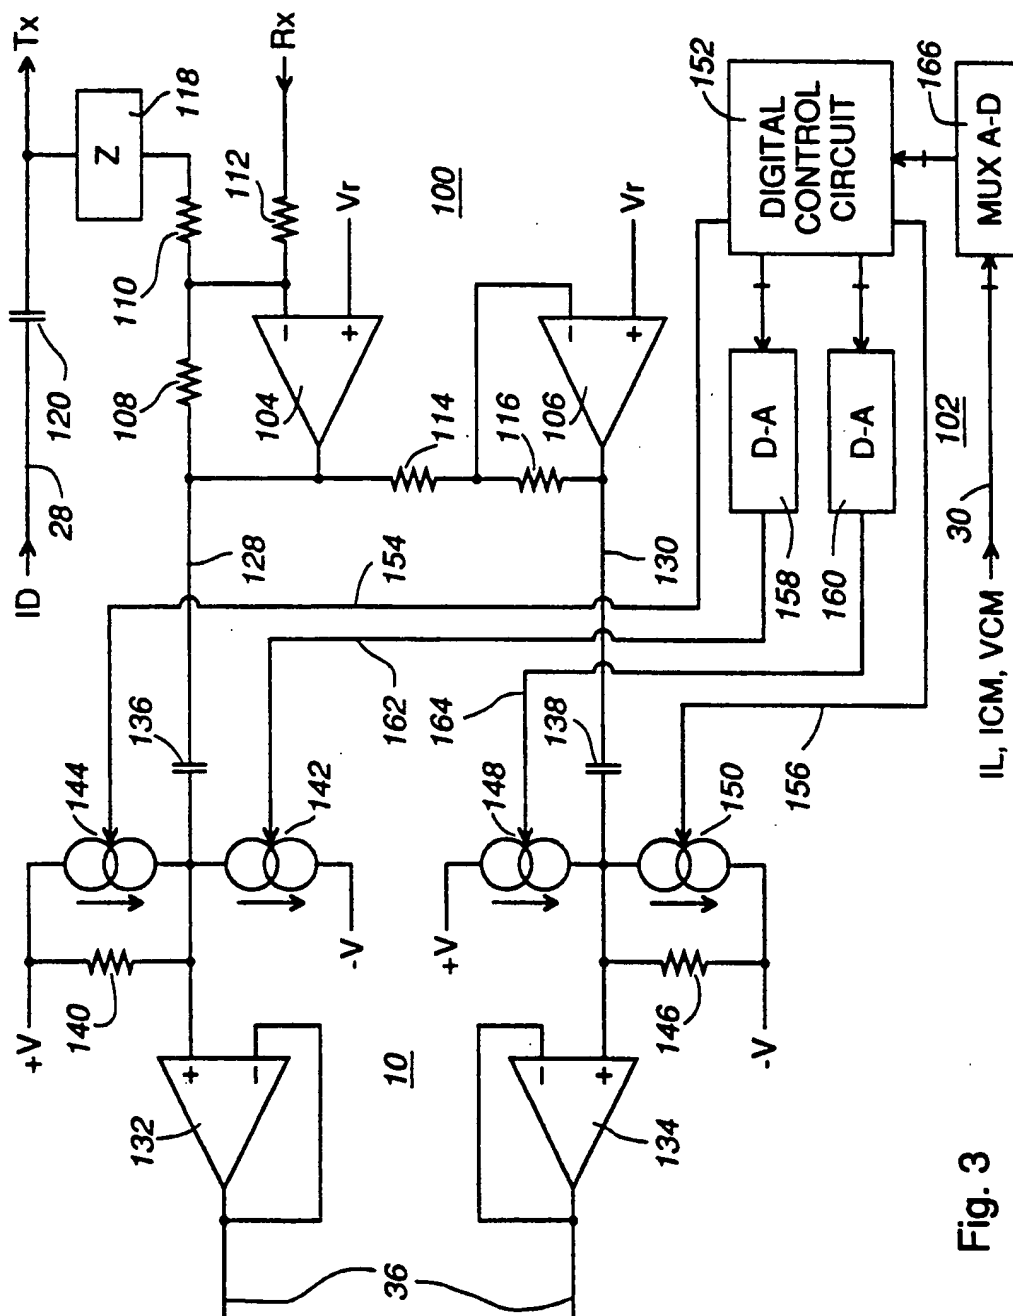 ID
28
120
Tx
Z
118
110
112
Rx
108
−
+
104
Vr
100
114
116
−
+
106
Vr
128
154
130
162
164
136
138
+V
144
140
142
-V
+V
148
150
146
-V
156
+
−
132
10
−
+
134
36
152
DIGITAL
CONTROL
CIRCUIT
D-A
158
D-A
160
102
30
166
MUX A-D
IL, ICM, VCM
Fig. 3